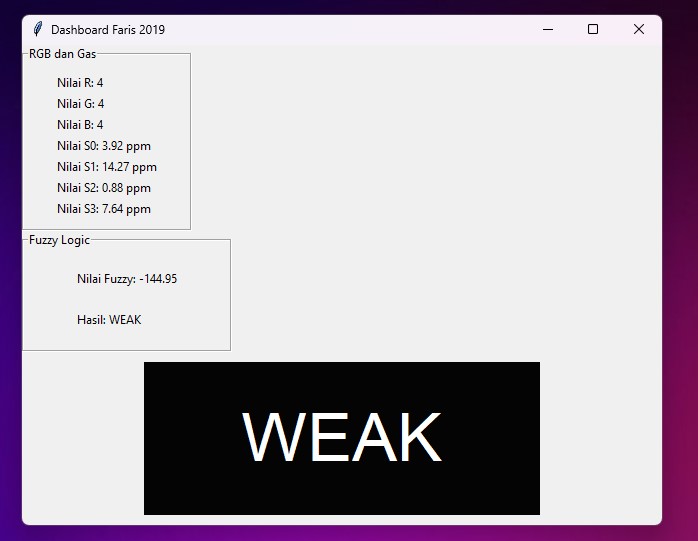 Dashboard Faris 2019
RGB dan Gas
Nilai R: 4
Nilai G: 4
Nilai B: 4
Nilai S0: 3.92 ppm
Nilai S1: 14.27 ppm
Nilai S2: 0.88 ppm
Nilai S3: 7.64 ppm
Fuzzy Logic
Nilai Fuzzy: -144.95
Hasil: WEAK
WEAK